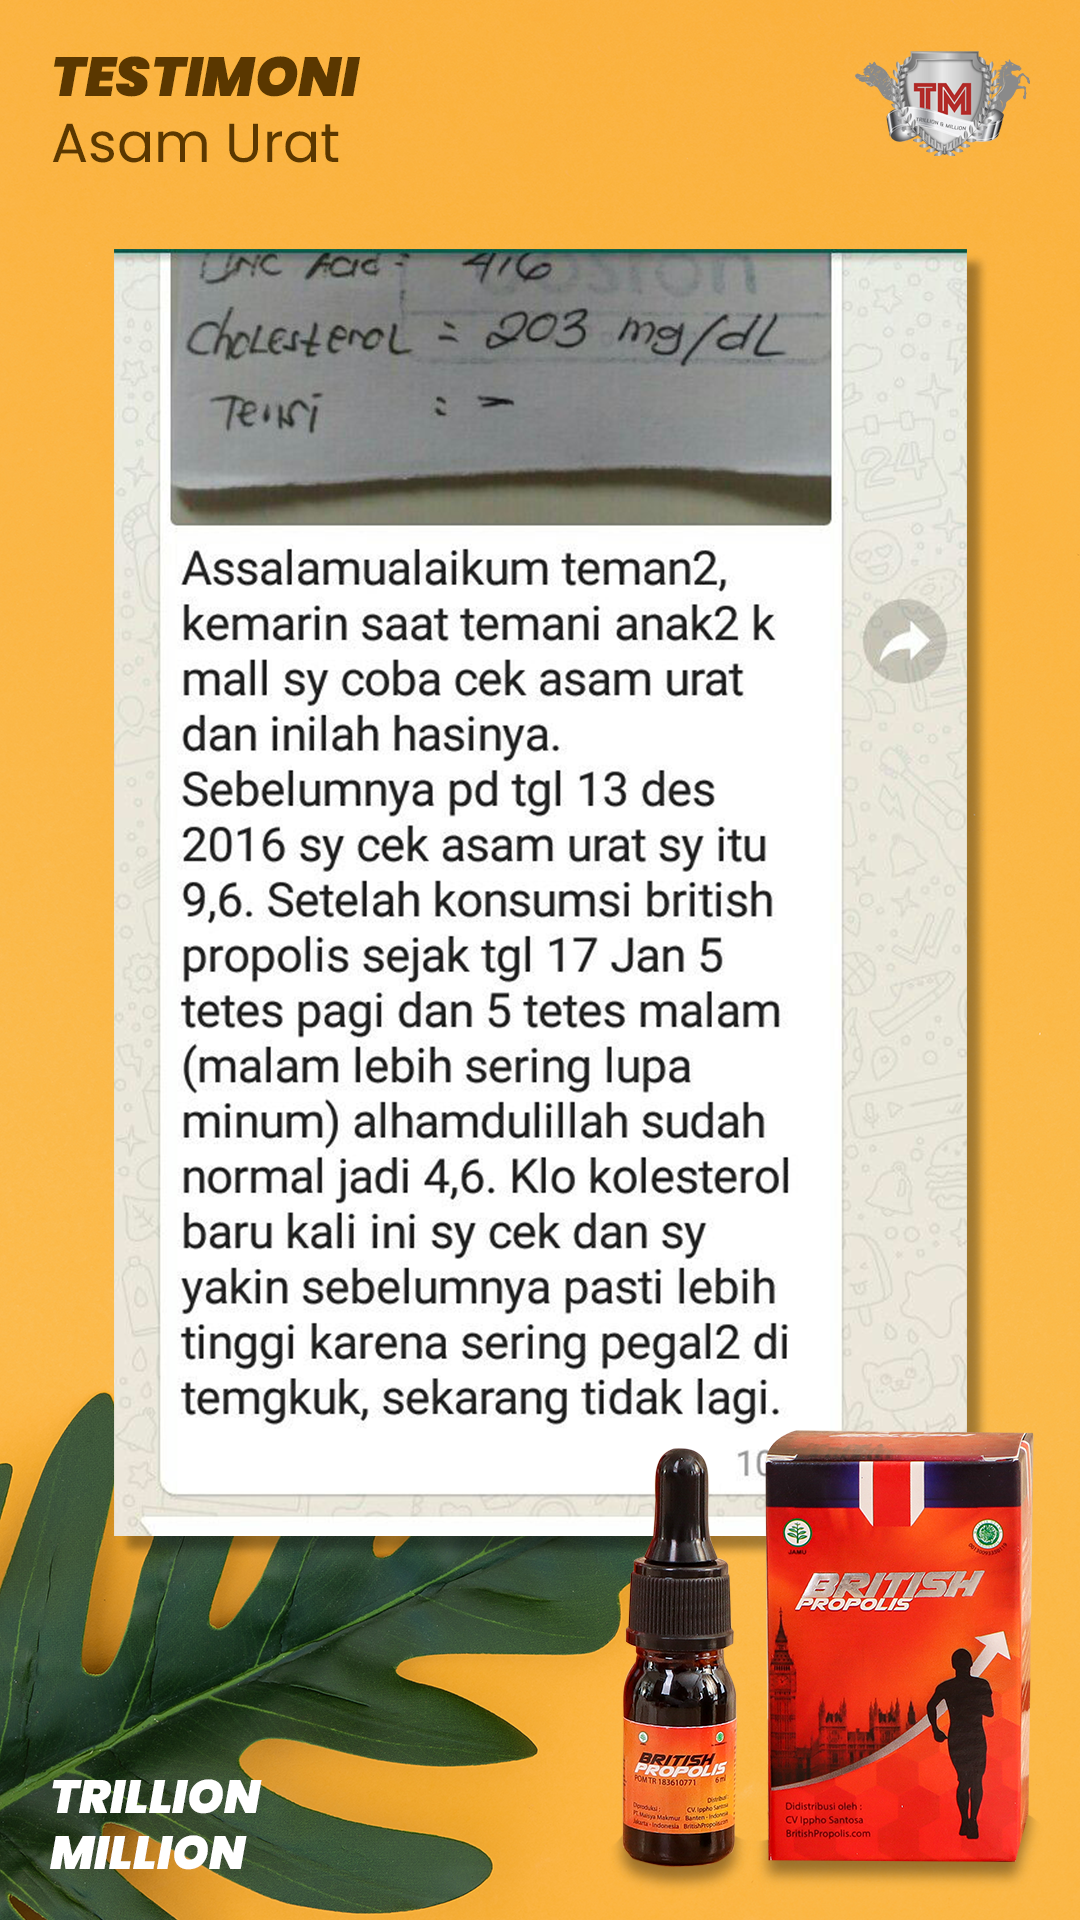 TESTIMONI
Asam Urat
TM
TRILLION & MILLION
Uric Acid = 4,6
Cholesterol = 203 mg/dL
Tensi : -
Assalamualaikum teman2,
kemarin saat temani anak2 k
mall sy coba cek asam urat
dan inilah hasinya.
Sebelumnya pd tgl 13 des
2016 sy cek asam urat sy itu
9,6. Setelah konsumsi british
propolis sejak tgl 17 Jan 5
tetes pagi dan 5 tetes malam
(malam lebih sering lupa
minum) alhamdulillah sudah
normal jadi 4,6. Klo kolesterol
baru kali ini sy cek dan sy
yakin sebelumnya pasti lebih
tinggi karena sering pegal2 di
temgkuk, sekarang tidak lagi.
10
JAMU
BRITISH
PROPOLIS
Didistribusi oleh :
CV Ippho Santosa
BritishPropolis.com
BRITISH
PROPOLIS
POM TR 183610771 6 ml
Diproduksi :
Distribusi
CV. Ippho Santosa
Banten - Indonesia
Jakarta - Indonesia BritishPropolis.com
TRILLION
MILLION